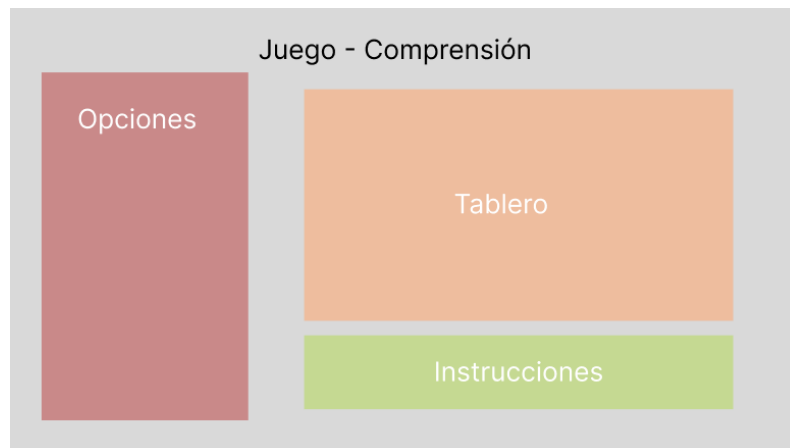 Juego - Comprensión
Opciones
Tablero
Instrucciones